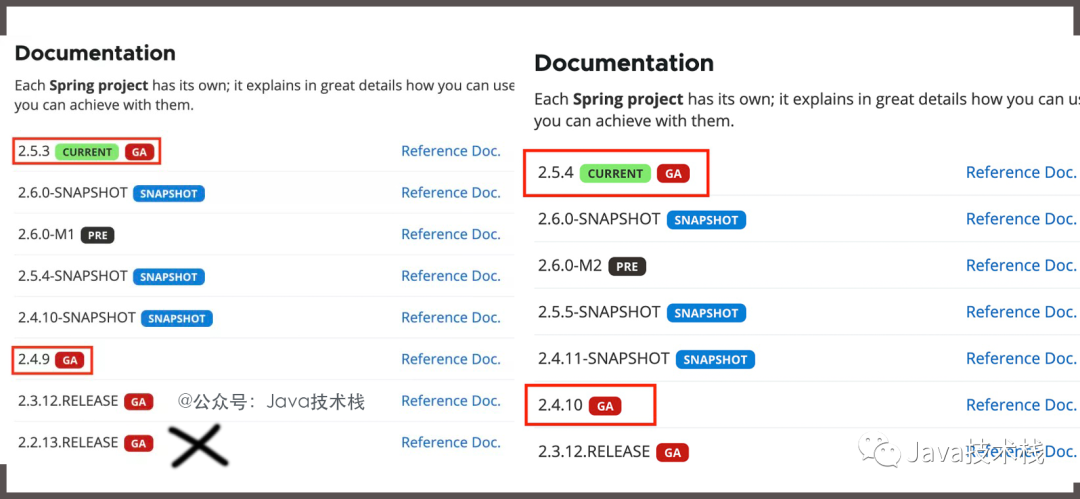 Documentation
Each Spring project has its own; it explains in great details how you can use
you can achieve with them.
2.5.3 CURRENT GA Reference Doc.
2.6.0-SNAPSHOT SNAPSHOT Reference Doc.
2.6.0-M1 PRE Reference Doc.
2.5.4-SNAPSHOT SNAPSHOT Reference Doc.
2.4.10-SNAPSHOT SNAPSHOT Reference Doc.
2.4.9 GA Reference Doc.
2.3.12.RELEASE GA @公众号：Java技术栈 Reference Doc.
2.2.13.RELEASE GA Reference Doc.
Documentation
Each Spring project has its own; it explains in great details how you can us
you can achieve with them.
2.5.4 CURRENT GA Reference Doc.
2.6.0-SNAPSHOT SNAPSHOT Reference Doc.
2.6.0-M2 PRE Reference Doc.
2.5.5-SNAPSHOT SNAPSHOT Reference Doc.
2.4.11-SNAPSHOT SNAPSHOT Reference Doc.
2.4.10 GA Reference Doc.
2.3.12.RELEASE GA Reference Doc.
Java技术栈